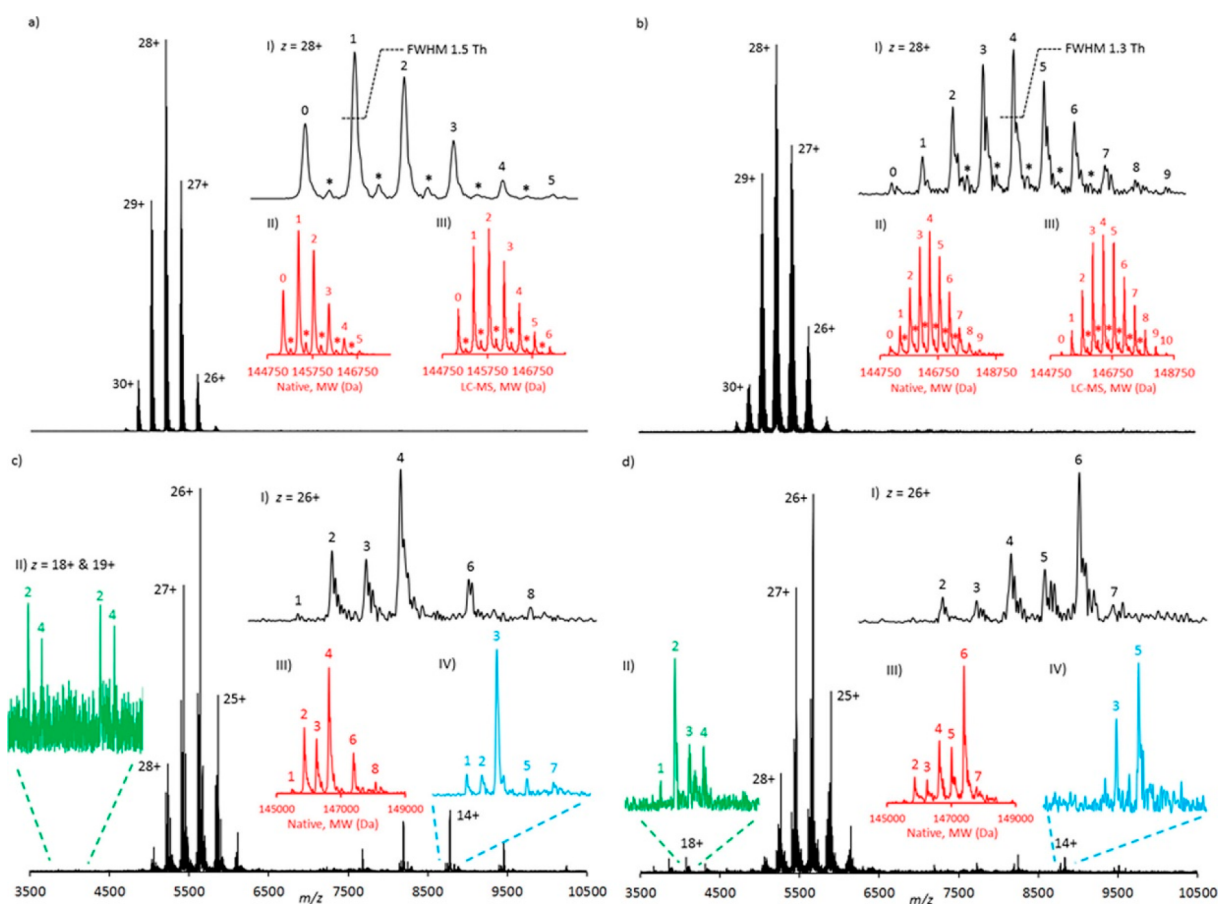 a)
28+
29+
27+
30+
26+
I) z = 28+
FWHM 1.5 Th
0 1 2 3 4 5
* * * * *
II)
0 1 2 3 4 5
* * * * *
144750 145750 146750
Native, MW (Da)
III)
0 1 2 3 4 5 6
* * * * * *
144750 145750 146750
LC-MS, MW (Da)
b)
28+
29+
27+
30+
26+
I) z = 28+
FWHM 1.3 Th
0 1 2 3 4 5 6 7 8 9
* * * * *
II)
0 1 2 3 4 5 6 7 8 9
* * * * *
144750 146750 148750
Native, MW (Da)
III)
0 1 2 3 4 5 6 7 8 9 10
* * * * *
144750 146750 148750
LC-MS, MW (Da)
c)
26+
27+
28+
25+
14+
I) z = 26+
1 2 3 4 6 8
II) z = 18+ & 19+
2 4 2 4
III)
1 2 3 4 6 8
145000 147000 149000
Native, MW (Da)
IV)
1 2 3 5 7
3500 4500 5500 6500 7500 8500 9500 10500
m/z
d)
26+
27+
28+
25+
18+
14+
I) z = 26+
2 3 4 5 6 7
II)
1 2 3 4
III)
2 3 4 5 6 7
145000 147000 149000
Native, MW (Da)
IV)
3 5
3500 4500 5500 6500 7500 8500 9500 10500
m/z